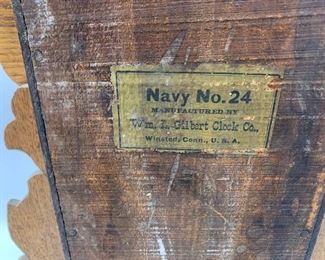 Navy No. 24
MANUFACTURED BY
Wm. L. Gilbert Clock Co.,
Winsted, Conn., U. S. A.